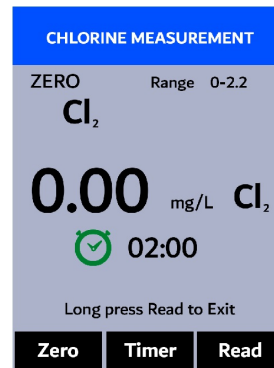 CHLORINE MEASUREMENT
ZERO Range 0-2.2
Cl₂
0.00 mg/L Cl₂
02:00
Long press Read to Exit
Zero Timer Read